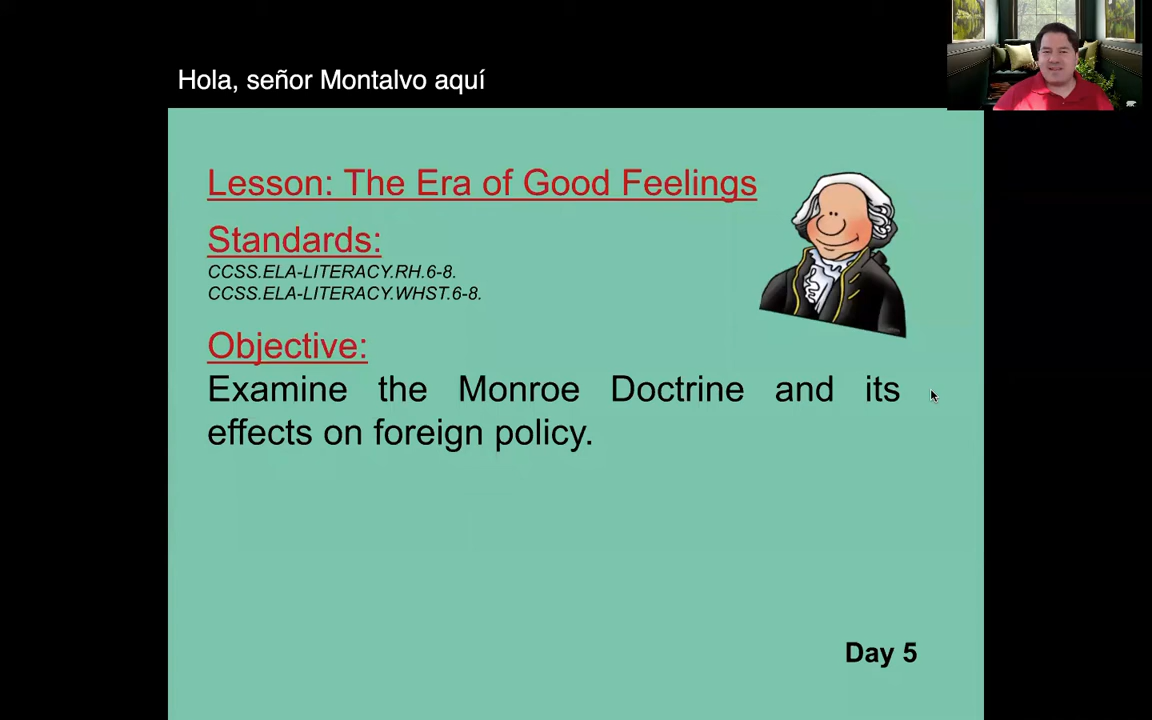 Hola, señor Montalvo aquí
Lesson: The Era of Good Feelings
Standards:
CCSS.ELA-LITERACY.RH.6-8.
CCSS.ELA-LITERACY.WHST.6-8.
Objective:
Examine the Monroe Doctrine and its
effects on foreign policy.
Day 5